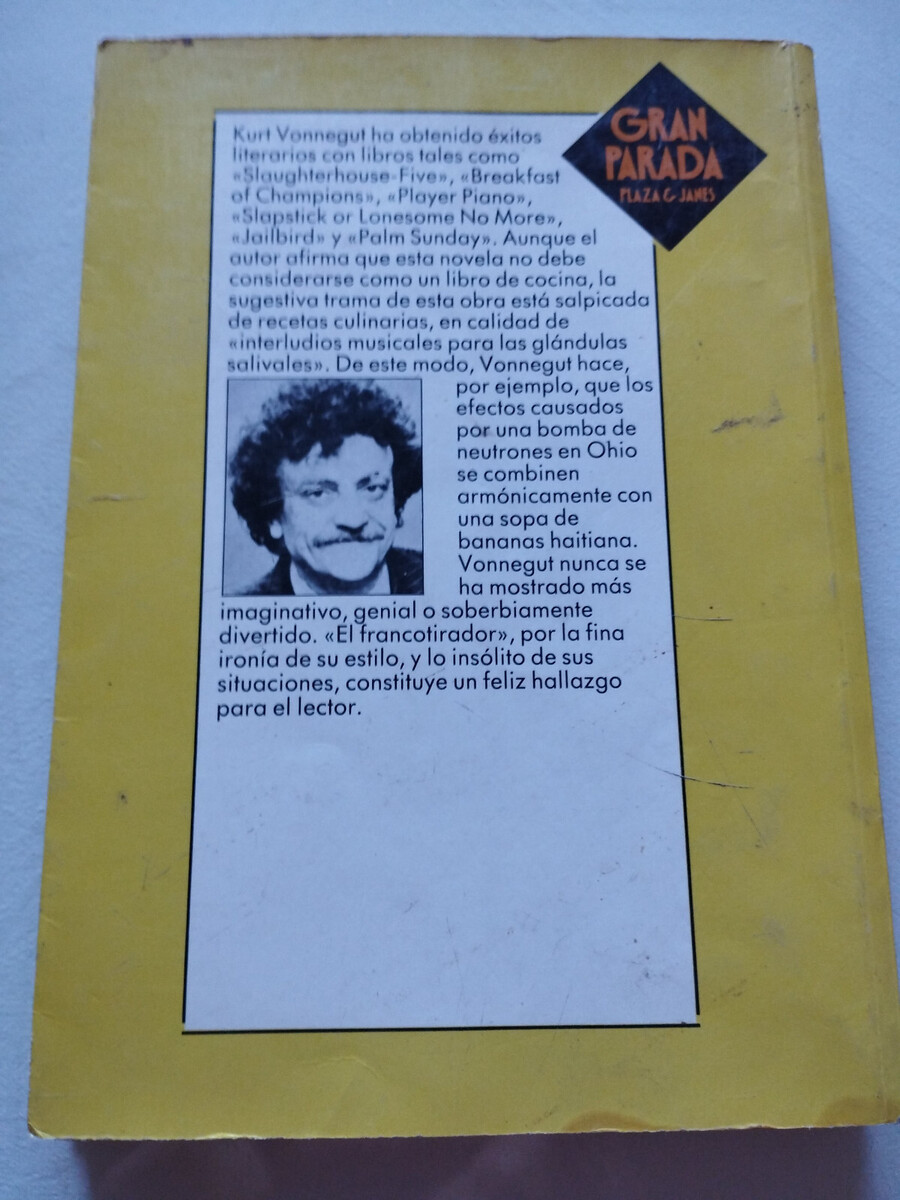 GRAN
PARADA
PLAZA & JANES
Kurt Vonnegut ha obtenido éxitos
literarios con libros tales como
«Slaughterhouse-Five», «Breakfast
of Champions», «Player Piano»,
«Slapstick or Lonesome No More»,
«Jailbird» y «Palm Sunday». Aunque el
autor afirma que esta novela no debe
considerarse como un libro de cocina, la
sugestiva trama de esta obra está salpicada
de recetas culinarias, en calidad de
«interludios musicales para las glándulas
salivales». De este modo, Vonnegut hace,
por ejemplo, que los
efectos causados
por una bomba de
neutrones en Ohio
se combinen
armónicamente con
una sopa de
bananas haitiana.
Vonnegut nunca se
ha mostrado más
imaginativo, genial o soberbiamente
divertido. «El francotirador», por la fina
ironía de su estilo, y lo insólito de sus
situaciones, constituye un feliz hallazgo
para el lector.